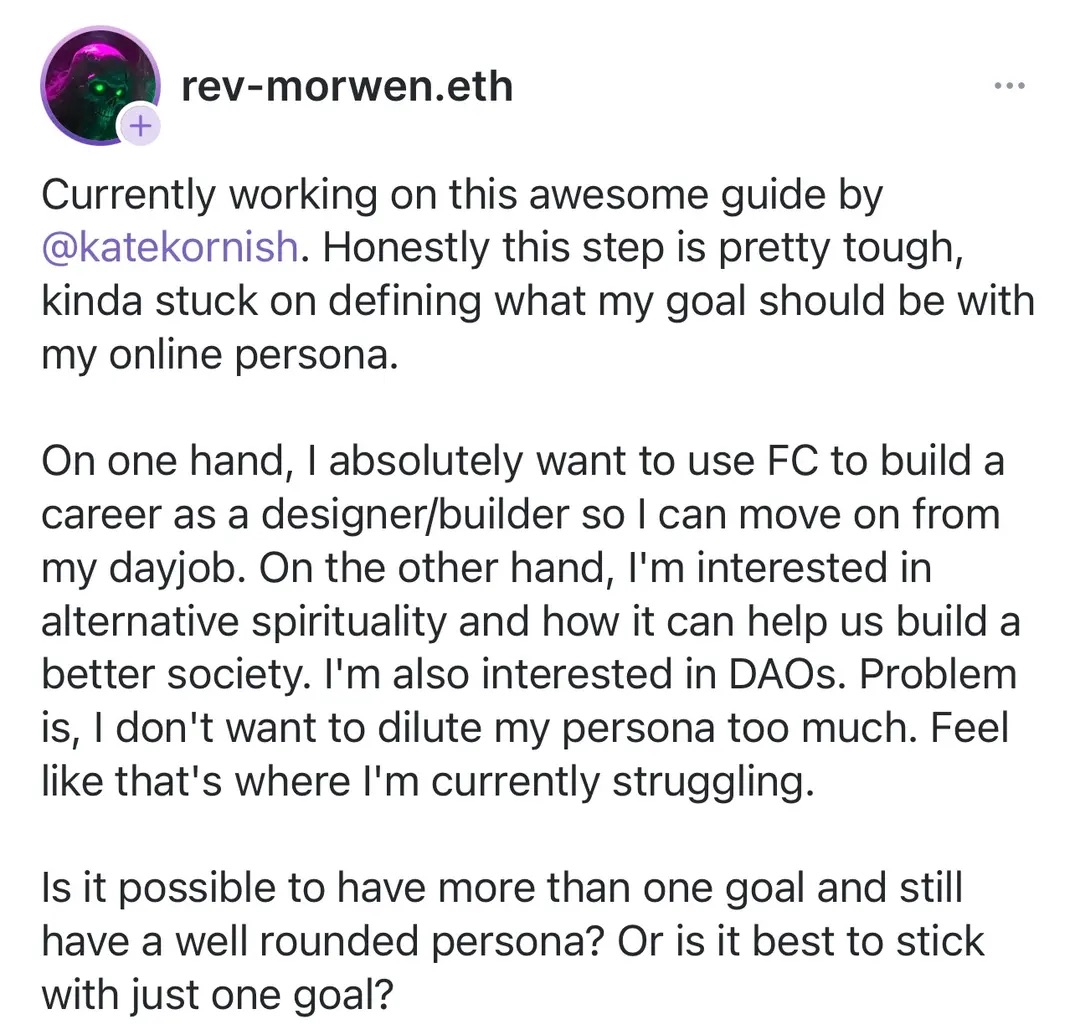 rev-morwen.eth
Currently working on this awesome guide by
@katekornish. Honestly this step is pretty tough,
kinda stuck on defining what my goal should be with
my online persona.
On one hand, I absolutely want to use FC to build a
career as a designer/builder so I can move on from
my dayjob. On the other hand, I'm interested in
alternative spirituality and how it can help us build a
better society. I'm also interested in DAOs. Problem
is, I don't want to dilute my persona too much. Feel
like that's where I'm currently struggling.
Is it possible to have more than one goal and still
have a well rounded persona? Or is it best to stick
with just one goal?